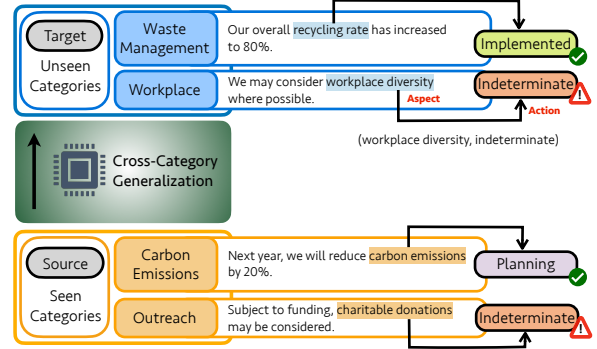 Target
Unseen
Categories
Waste
Management
Our overall recycling rate has increased
to 80%.
Implemented
Workplace
We may consider workplace diversity
where possible.
Aspect
Indeterminate
Action
(workplace diversity, indeterminate)
Cross-Category
Generalization
Source
Seen
Categories
Carbon
Emissions
Next year, we will reduce carbon emissions
by 20%.
Planning
Outreach
Subject to funding, charitable donations
may be considered.
Indeterminate